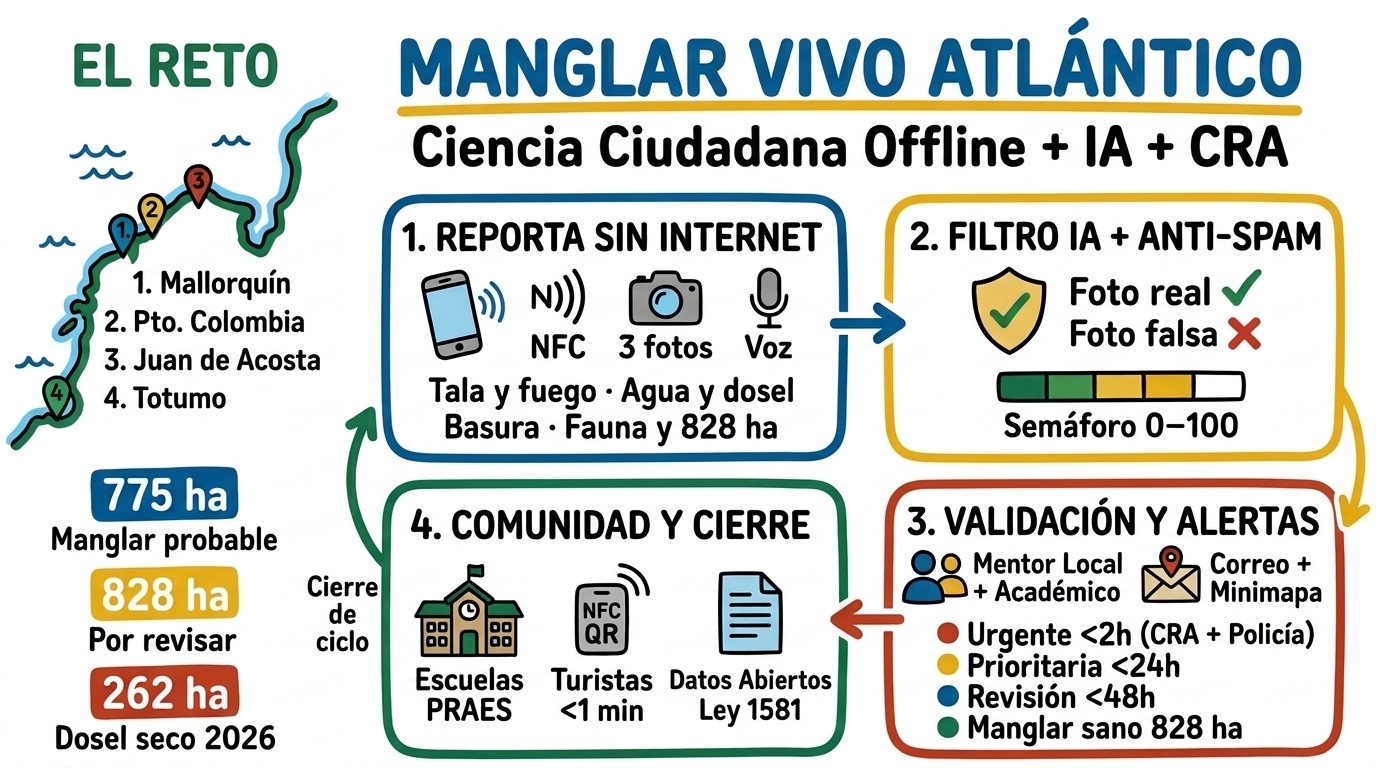 EL RETO
1.
2
3
4
1. Mallorquín
2. Pto. Colombia
3. Juan de Acosta
4. Totumo
775 ha
Manglar probable
828 ha
Por revisar
262 ha
Dosel seco 2026
MANGLAR VIVO ATLÁNTICO
Ciencia Ciudadana Offline + IA + CRA
1. REPORTA SIN INTERNET
N
NFC
3 fotos
Voz
Tala y fuego · Agua y dosel
Basura · Fauna y 828 ha
2. FILTRO IA + ANTI-SPAM
Foto real
Foto falsa
Semáforo 0–100
3. VALIDACIÓN Y ALERTAS
Mentor Local
+ Académico
Correo +
Minimapa
Urgente <2h (CRA + Policía)
Prioritaria <24h
Revisión <48h
Manglar sano 828 ha
4. COMUNIDAD Y CIERRE
Escuelas
PRAES
NFC
QR
Turistas
<1 min
Datos Abiertos
Ley 1581
Cierre
de
ciclo